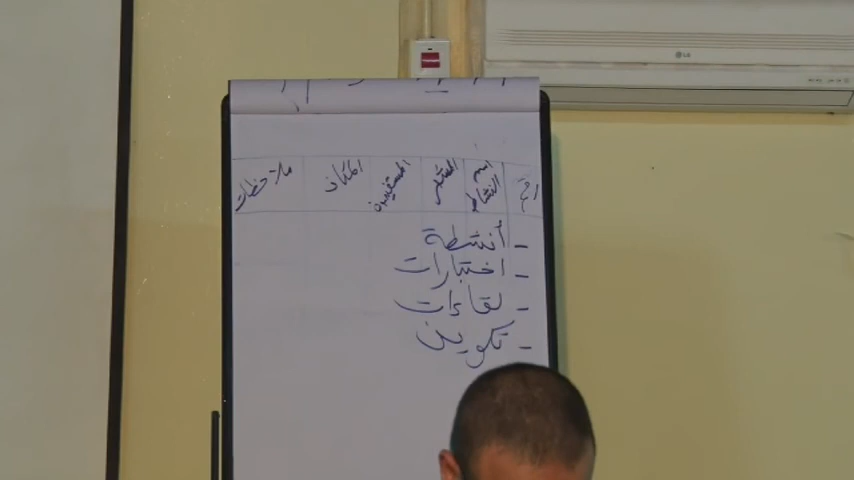 اسم النشاط
المستفيدين
المكان
ملاحظات
- أنشطة
- اختبارات
- لقاءات
- تكوين
LG